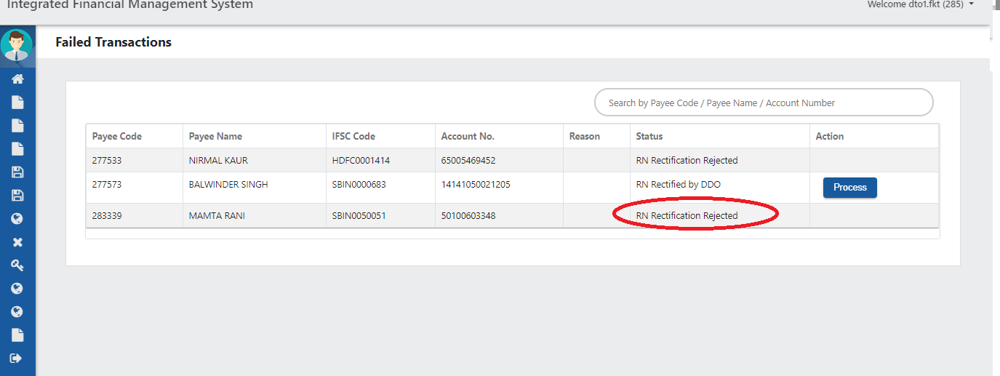 Integrated Financial Management System
Welcome dto1.fkt (285)
Failed Transactions
Search by Payee Code / Payee Name / Account Number
Payee Code Payee Name IFSC Code Account No. Reason Status Action
277533 NIRMAL KAUR HDFC0001414 65005469452 RN Rectification Rejected
277573 BALWINDER SINGH SBIN0000683 14141050021205 RN Rectified by DDO Process
283339 MAMTA RANI SBIN0050051 50100603348 RN Rectification Rejected